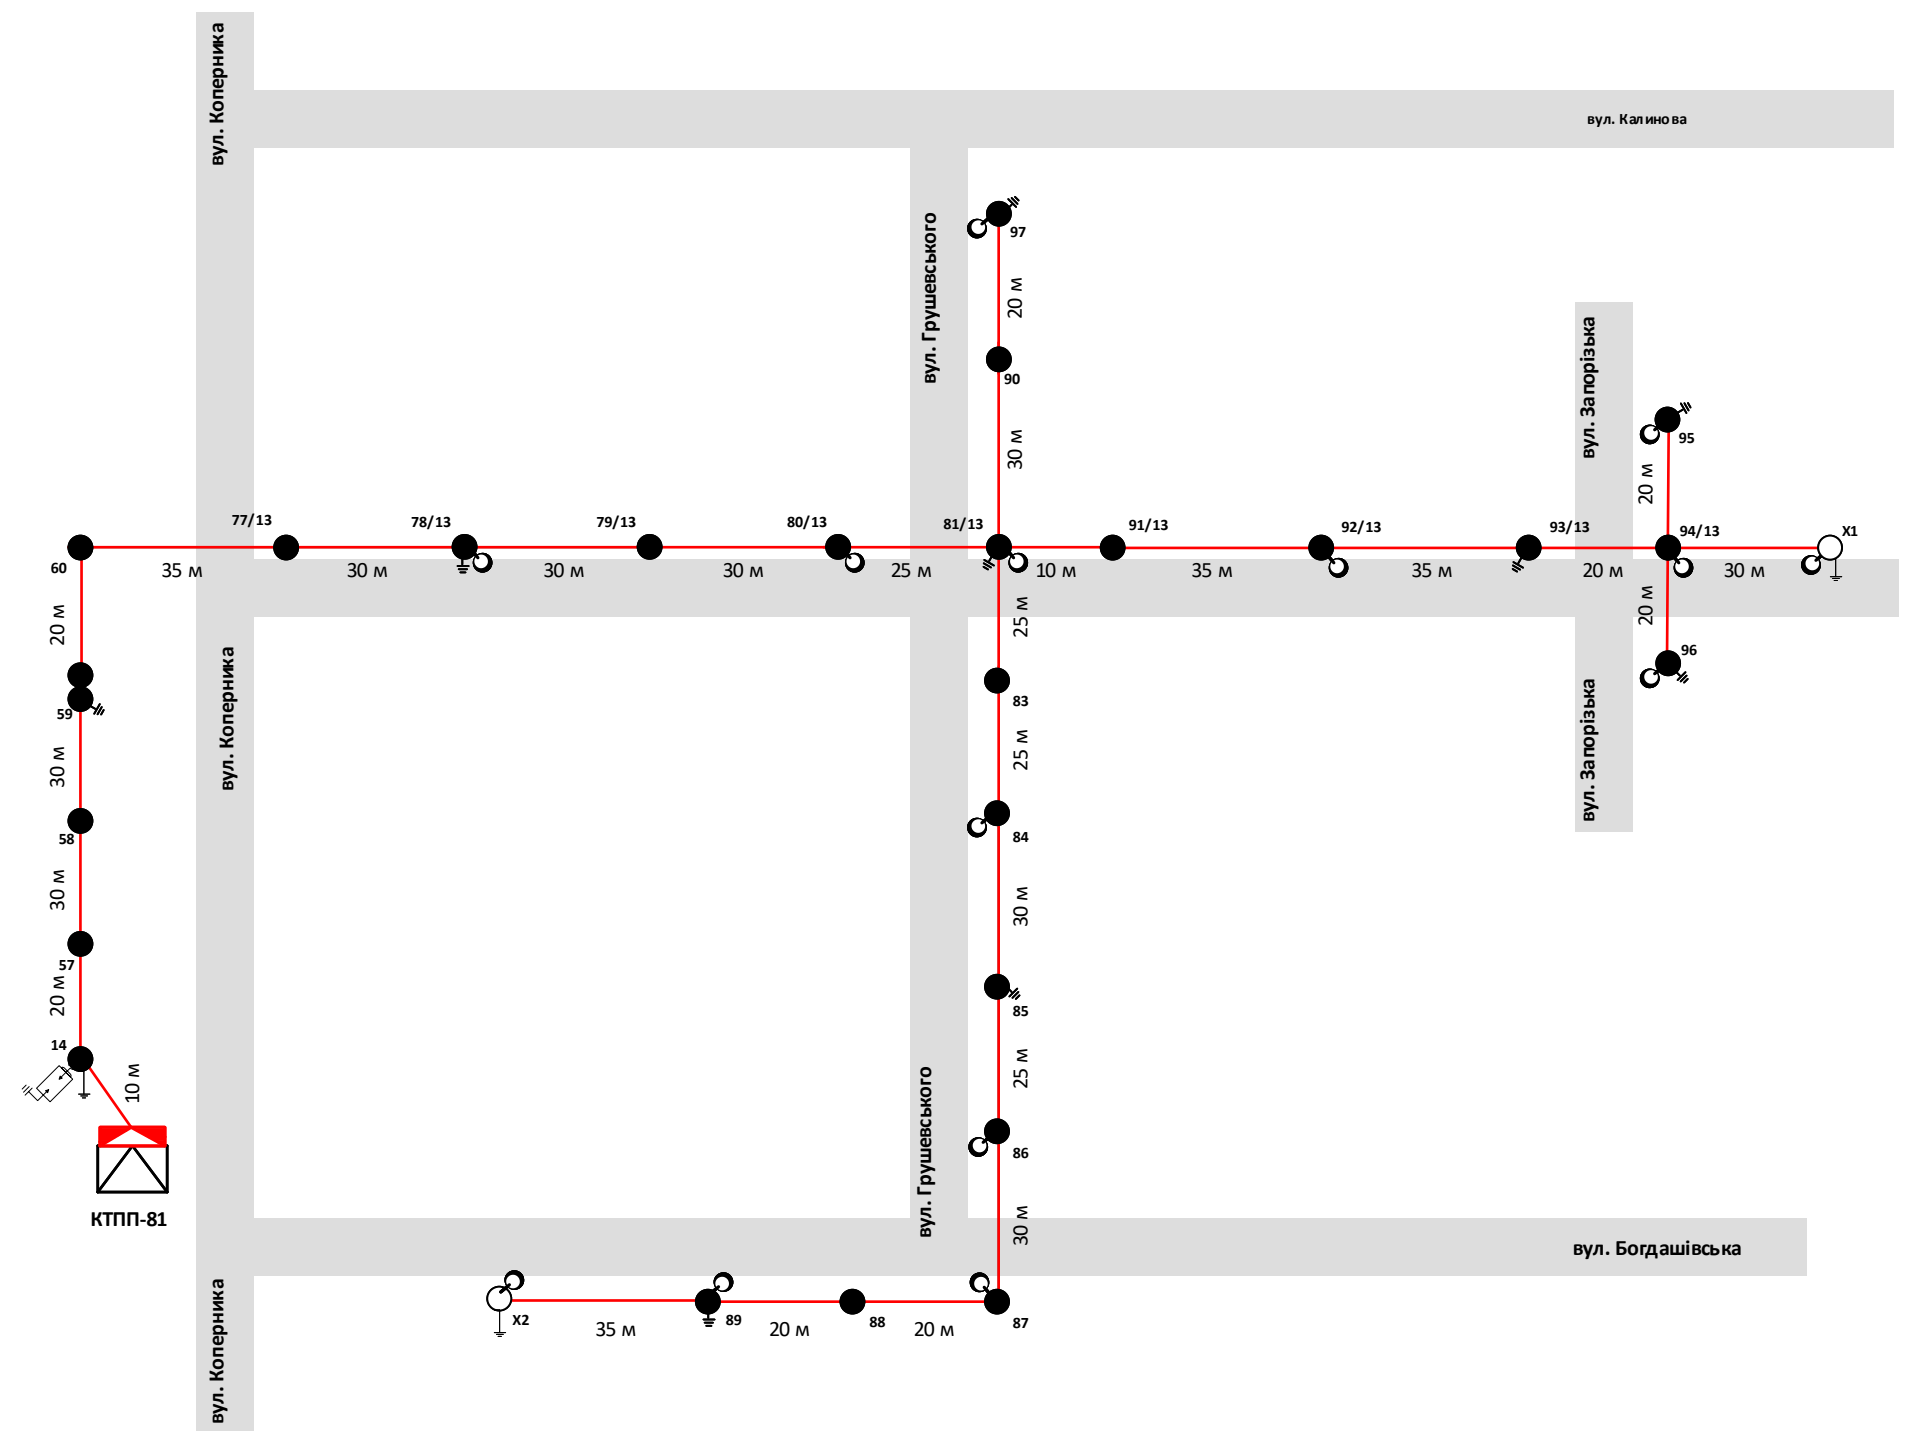 вул. Коперника
вул. Калинова
вул. Грушевського
97
20 м
вул. Запорізька
90
95
30 м
20 м
77/13
78/13
79/13
80/13
81/13
91/13
92/13
93/13
94/13
X1
60
35 м
30 м
30 м
30 м
25 м
10 м
35 м
35 м
20 м
30 м
20 м
25 м
20 м
вул. Коперника
96
83
59
вул. Запорізька
30 м
25 м
58
84
30 м
30 м
57
20 м
85
14
10 м
25 м
вул. Грушевського
86
КТПП-81
30 м
вул. Богдашівська
вул. Коперника
X2
89
88
87
35 м
20 м
20 м